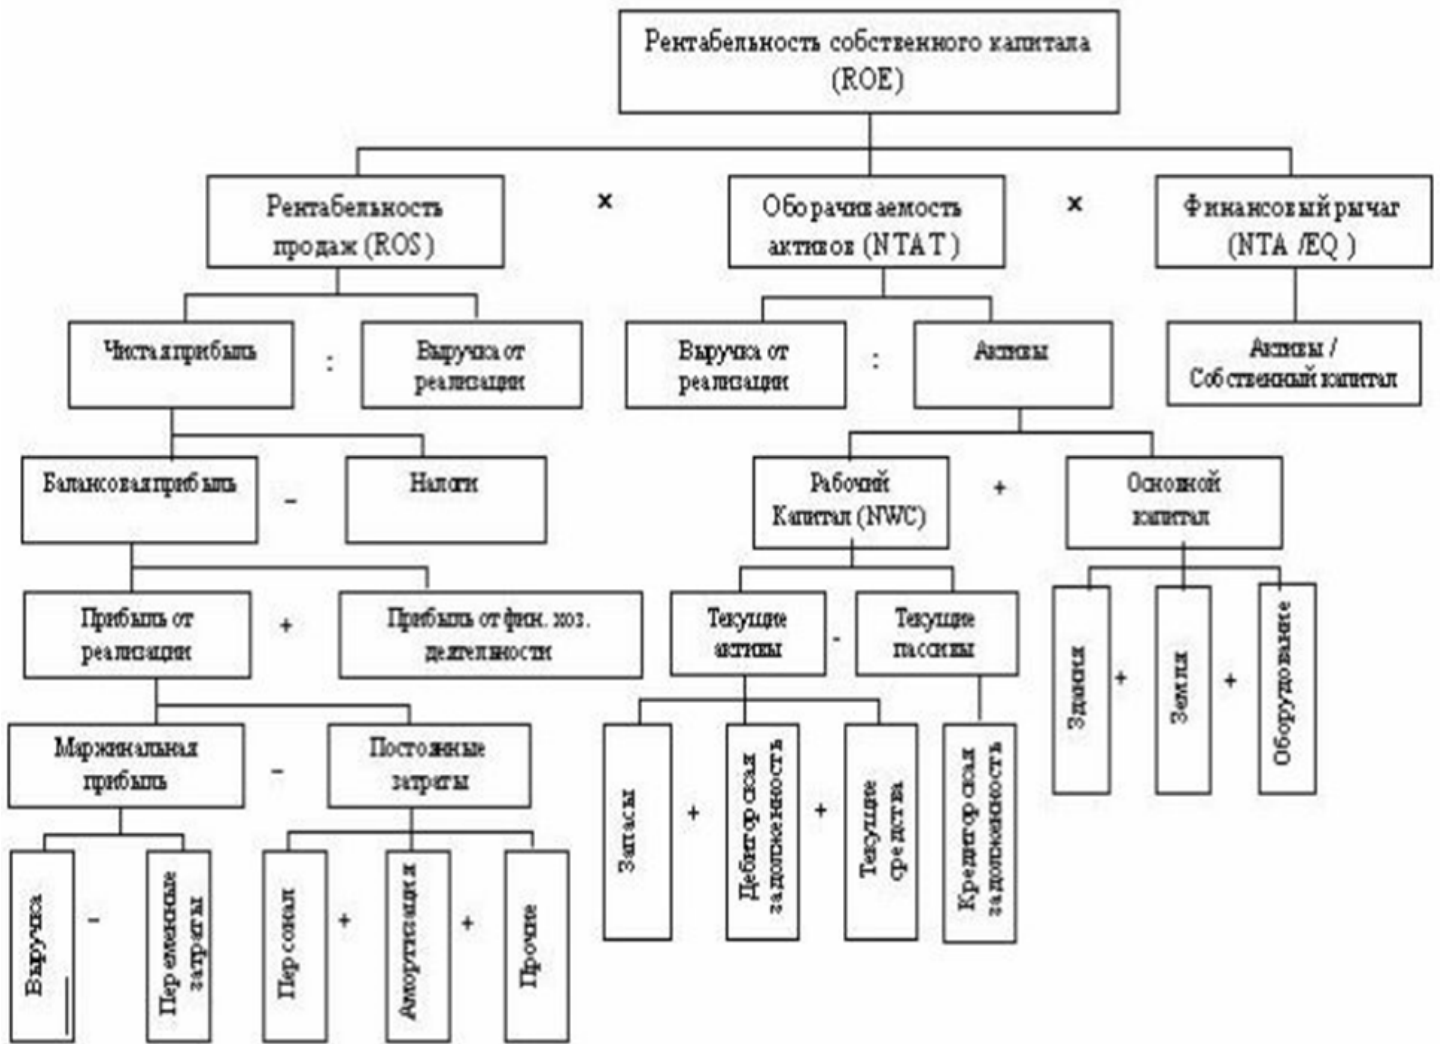 Рентабельность собственного капитала
(ROE)
Рентабельность
продаж (ROS)
x
Оборачиваемость
активов (NTAT)
x
Финансовый рычаг
(NTA /EQ )
Чистая прибыль
:
Выручка от
реализации
Выручка от
реализации
:
Активы
Активы /
Собственный капитал
Балансовая прибыль
–
Налоги
Рабочий
Капитал (NWC)
+
Основной
капитал
Прибыль от
реализации
+
Прибыль от фин. хоз.
деятельности
Текущие
активы
-
Текущие
пассивы
Здания
+
Земля
+
Оборудование
Маржинальная
прибыль
–
Постоянные
затраты
Запасы
+
Дебиторская
задолженность
+
Текущие
средства
Кредиторская
задолженность
Выручка
–
Переменные
затраты
Персонал
+
Амортизация
+
Прочие